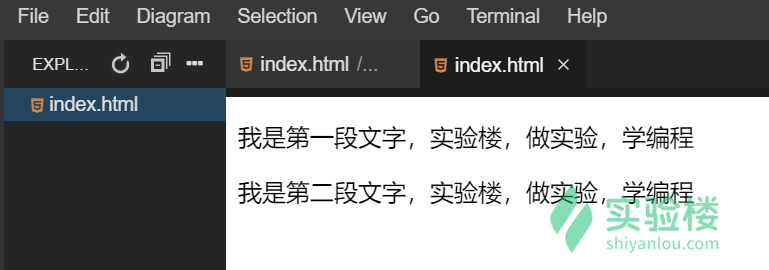 File Edit Diagram Selection View Go Terminal Help
EXPL... index.html /... index.html ×
index.html
我是第一段文字，实验楼，做实验，学编程
我是第二段文字，实验楼，做实验，学编程
实验楼
shiyanlou.com